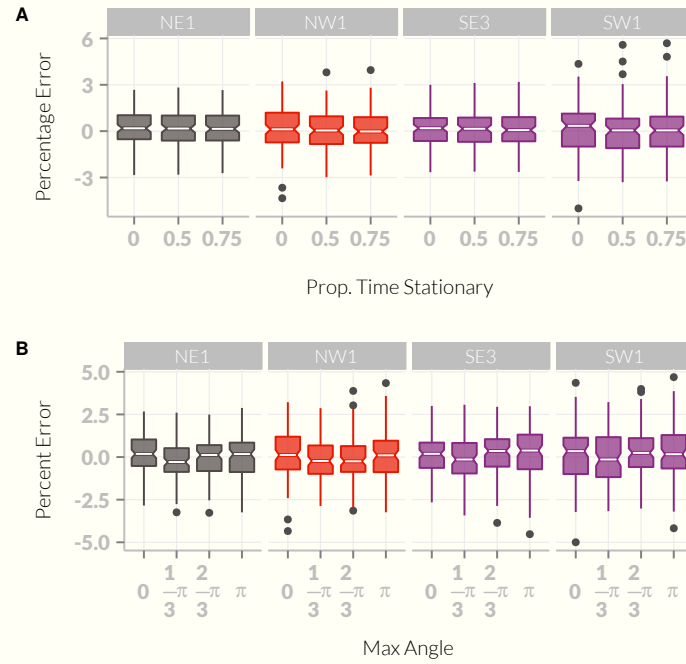 A
NE1 NW1 SE3 SW1
Percentage Error
6
3
0
-3
0 0.5 0.75 0 0.5 0.75 0 0.5 0.75 0 0.5 0.75
Prop. Time Stationary
B
NE1 NW1 SE3 SW1
Percent Error
5.0
2.5
0.0
-2.5
-5.0
0 1/3 π 2/3 π π 0 1/3 π 2/3 π π 0 1/3 π 2/3 π π 0 1/3 π 2/3 π π
Max Angle